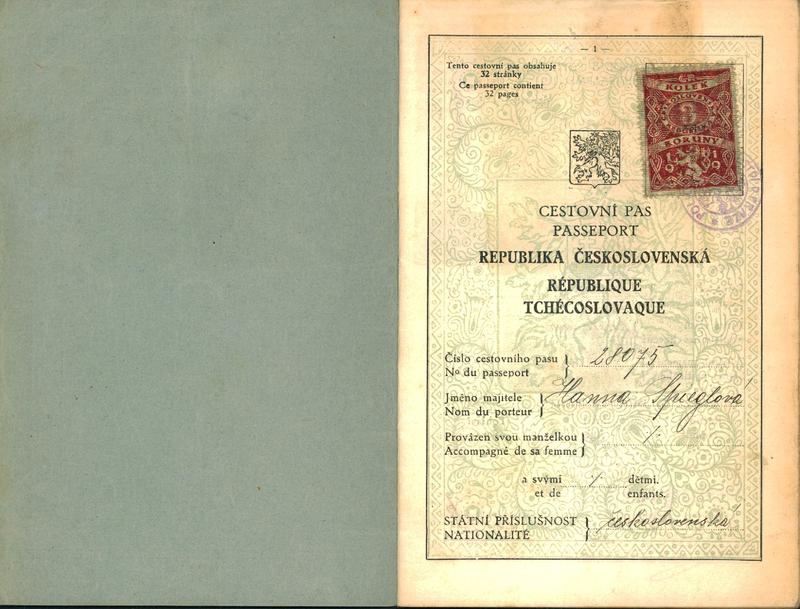 — 1 —
Tento cestovní pas obsahuje
32 stránky
Ce passeport contient
32 pages
KOLEK
KORUNY
1919
CESTOVNÍ PAS
PASSEPORT
REPUBLIKA ČESKOSLOVENSKÁ
RÉPUBLIQUE
TCHÉCOSLOVAQUE
Číslo cestovního pasu } 28075
No du passeport
Jméno majitele } Hanna Spieglová
Nom du porteur
Provázen svou manželkou } /.
Accompagné de sa femme
a svými / dětmi.
et de enfants.
STÁTNÍ PŘÍSLUŠNOST } československá
NATIONALITÉ